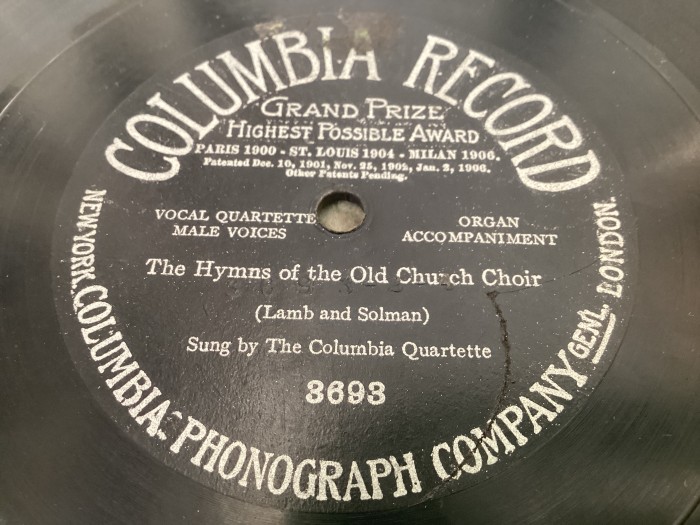 COLUMBIA RECORD
GRAND PRIZE
HIGHEST POSSIBLE AWARD
PARIS 1900 - ST. LOUIS 1904 - MILAN 1906.
Patented Dec. 10, 1901, Nov. 25, 1902, Jan. 2, 1906.
Other Patents Pending.
VOCAL QUARTETTE
MALE VOICES
ORGAN
ACCOMPANIMENT
The Hymns of the Old Church Choir
(Lamb and Solman)
Sung by The Columbia Quartette
3693
NEW YORK. COLUMBIA PHONOGRAPH COMPANY GENL. LONDON.